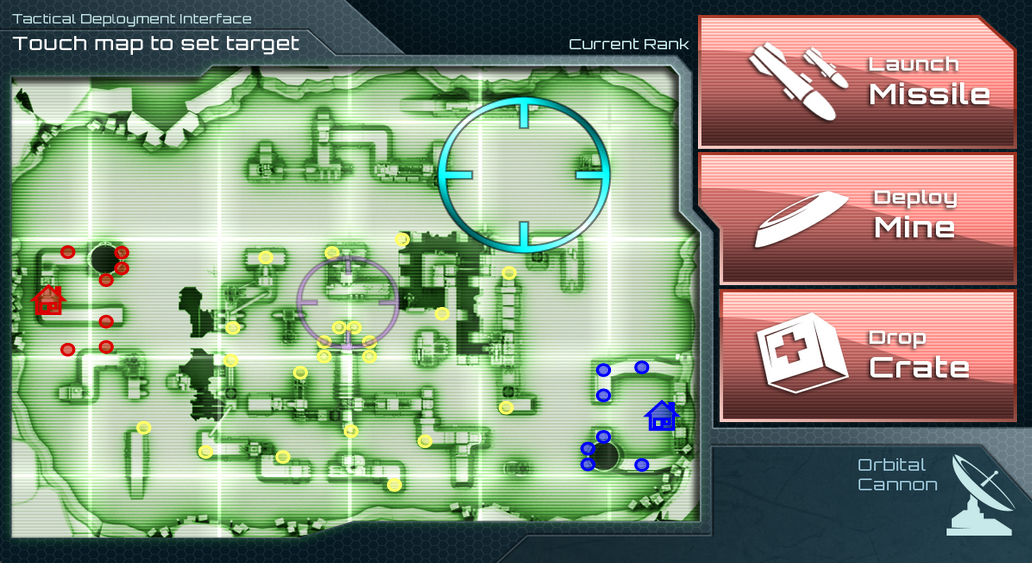 Tactical Deployment Interface
Touch map to set target
Current Rank
Launch
Missile
Deploy
Mine
Drop
Crate
Orbital
Cannon